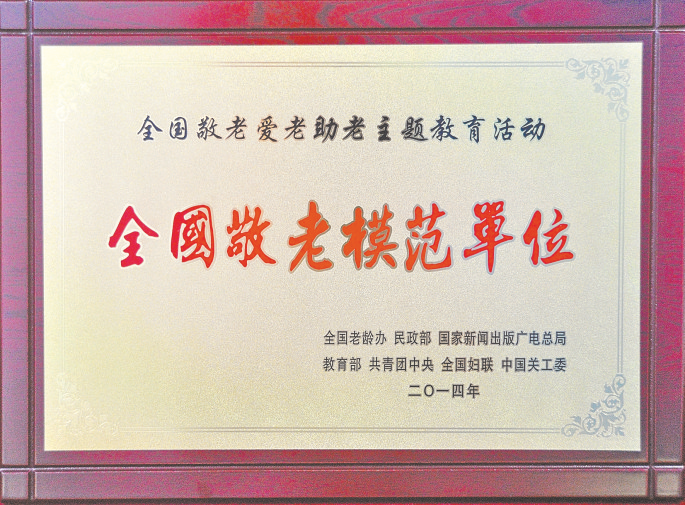 全国敬老爱老助老主题教育活动
全國敬老模范單位
全国老龄办 民政部 国家新闻出版广电总局
教育部 共青团中央 全国妇联 中国关工委
二〇一四年